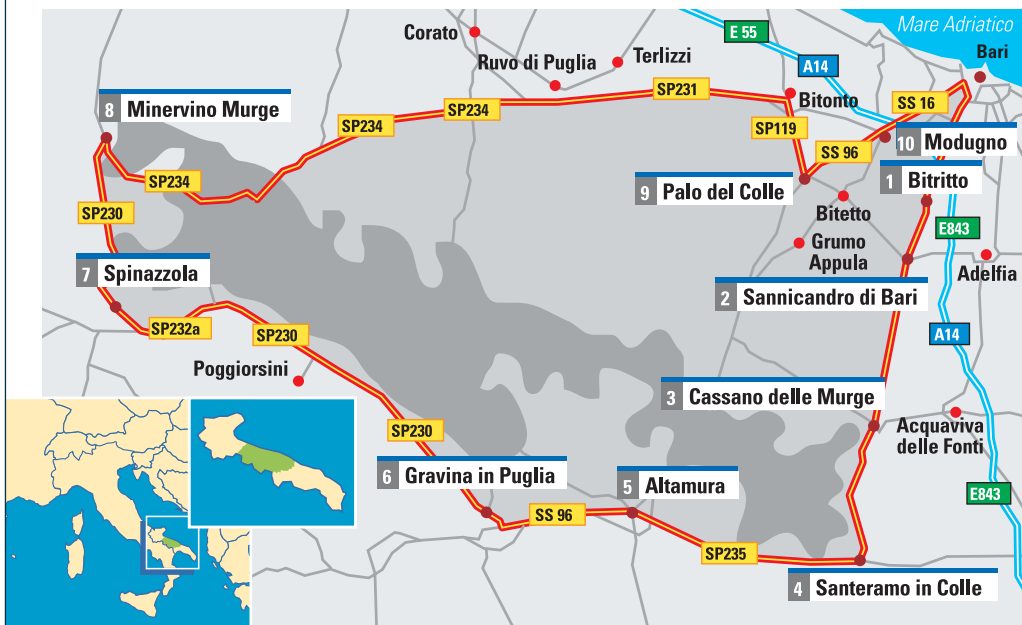 Mare Adriatico
E 55
Corato
Bari
Terlizzi
Ruvo di Puglia
A14
SP231
Bitonto
SS 16
8 Minervino Murge
SP234
SP234
SP119
10 Modugno
SS 96
SP234
9 Palo del Colle
1 Bitritto
SP230
Bitetto
E843
Grumo
Appula
Adelfia
7 Spinazzola
2 Sannicandro di Bari
SP232a
SP230
A14
Poggiorsini
3 Cassano delle Murge
Acquaviva
delle Fonti
SP230
6 Gravina in Puglia
5 Altamura
E843
SS 96
SP235
4 Santeramo in Colle